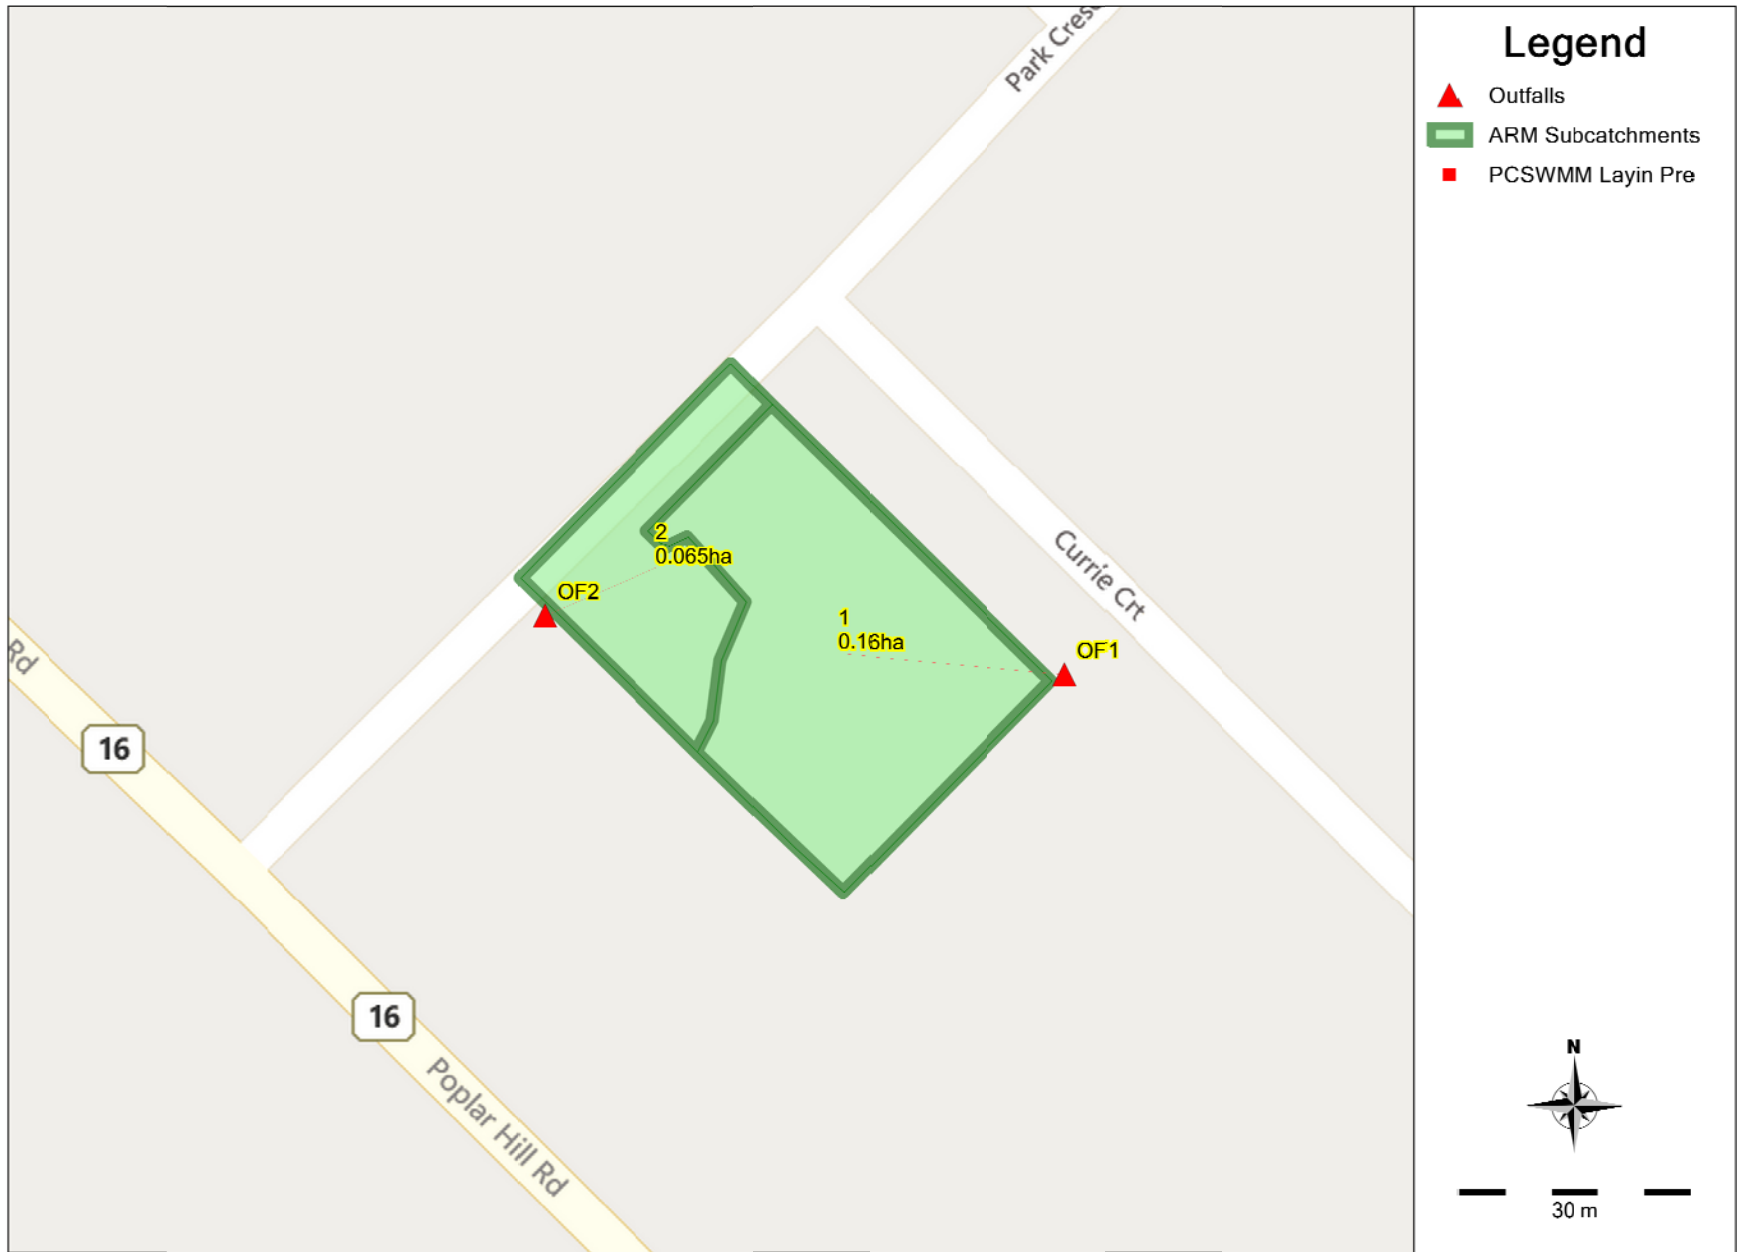 Park Cresc
Legend
Outfalls
ARM Subcatchments
PCSWMM Layin Pre
2
0.065ha
OF2
1
0.16ha
OF1
Currie Crt
Rd
16
16
Poplar Hill Rd
N
30 m